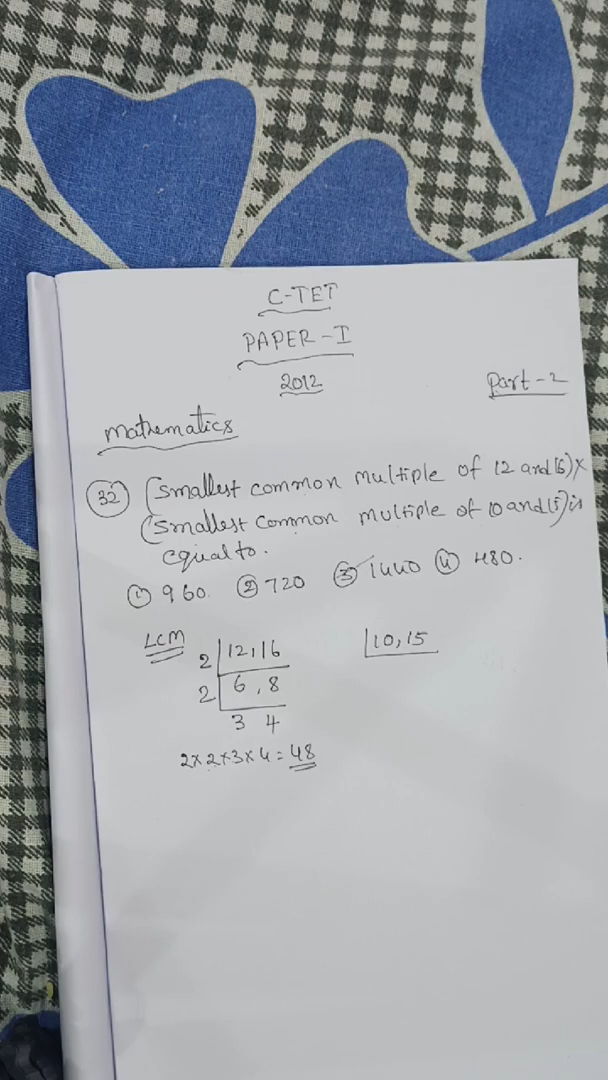 C-TET
PAPER-I
2012
Part-2
mathematics
32 (Smallest common multiple of 12 and 16) X
(Smallest Common multiple of 10 and 15) is
equal to.
① 960. ② 720 ③ 1440 ④ 480.
LCM
2 | 12, 16
2 | 6, 8
3 4
2x2x3x4=48
10, 15